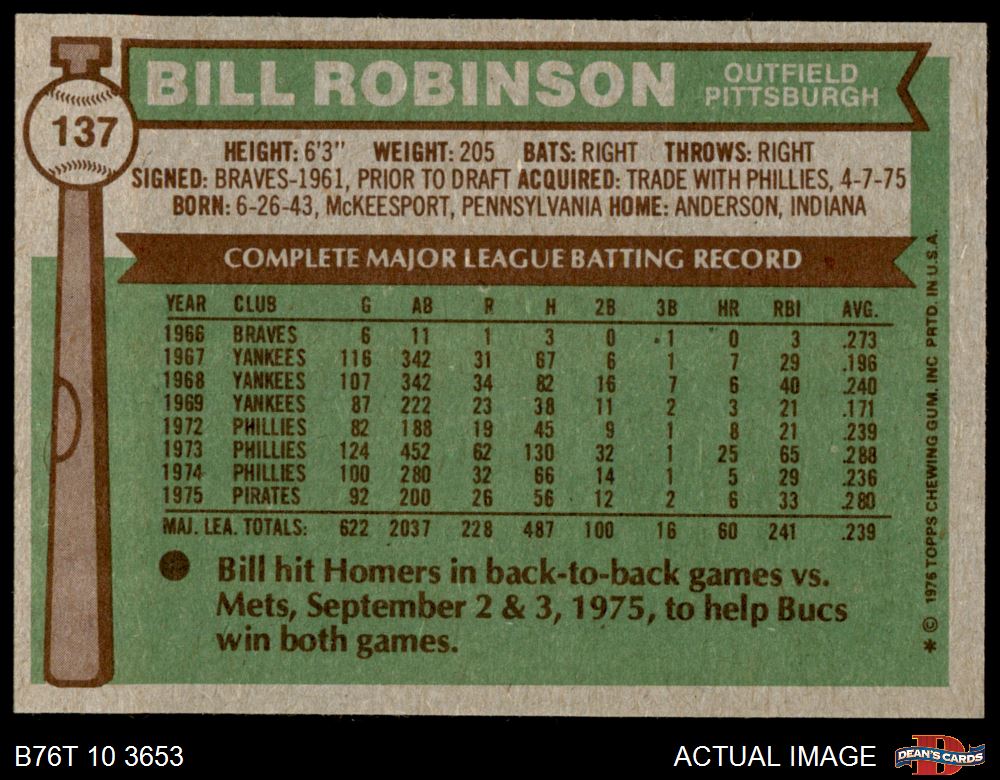 BILL ROBINSON OUTFIELD PITTSBURGH
137
HEIGHT: 6'3" WEIGHT: 205 BATS: RIGHT THROWS: RIGHT
SIGNED: BRAVES-1961, PRIOR TO DRAFT ACQUIRED: TRADE WITH PHILLIES, 4-7-75
BORN: 6-26-43, McKEESPORT, PENNSYLVANIA HOME: ANDERSON, INDIANA
COMPLETE MAJOR LEAGUE BATTING RECORD
YEAR CLUB G AB R H 2B 3B HR RBI AVG.
1966 BRAVES 6 11 1 3 0 1 0 3 .273
1967 YANKEES 116 342 31 67 6 1 7 29 .196
1968 YANKEES 107 342 34 82 16 7 6 40 .240
1969 YANKEES 87 222 23 38 11 2 3 21 .171
1972 PHILLIES 82 188 19 45 9 1 8 21 .239
1973 PHILLIES 124 452 62 130 32 1 25 65 .288
1974 PHILLIES 100 280 32 66 14 1 5 29 .236
1975 PIRATES 92 200 26 56 12 2 6 33 .280
MAJ. LEA. TOTALS: 622 2037 228 487 100 16 60 241 .239
Bill hit Homers in back-to-back games vs.
Mets, September 2 & 3, 1975, to help Bucs
win both games.
* © 1976 TOPPS CHEWING GUM. INC PRTD. IN U.S.A.
B76T 10 3653 ACTUAL IMAGE
DEAN'S CARDS